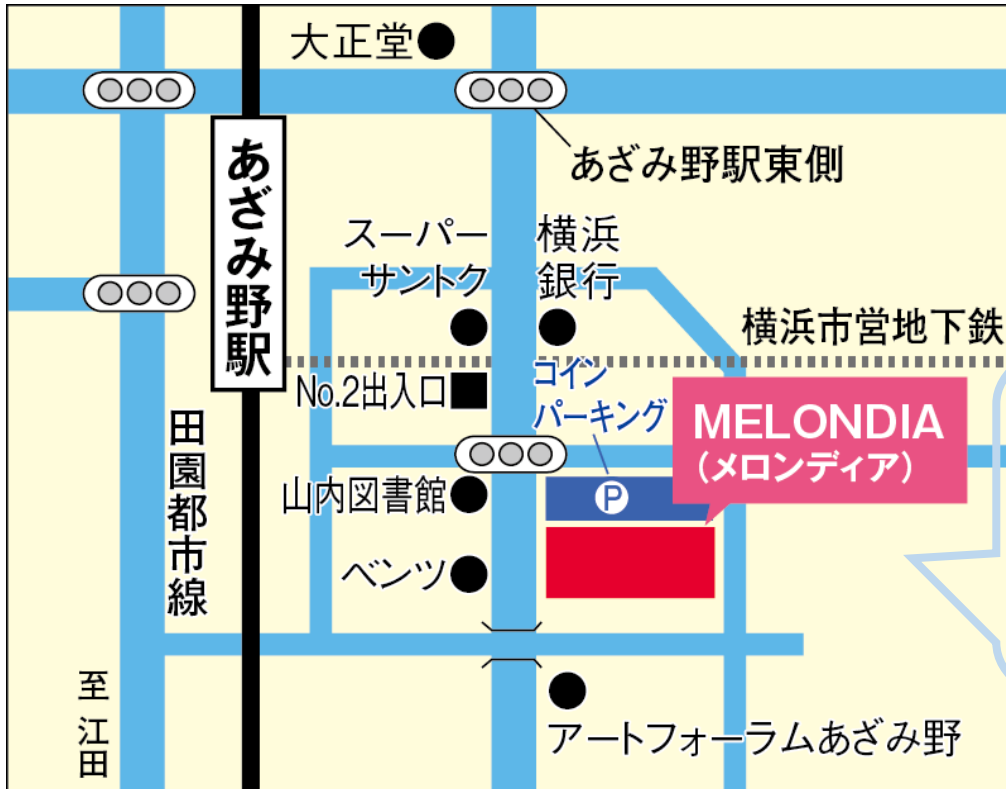 大正堂
あざみ野駅東側
あざみ野駅
スーパー
サントク
横浜
銀行
横浜市営地下鉄
No.2出入口
コイン
パーキング
MELONDIA
(メロンディア)
田園都市線
山内図書館
P
ベンツ
至 江田
アートフォーラムあざみ野